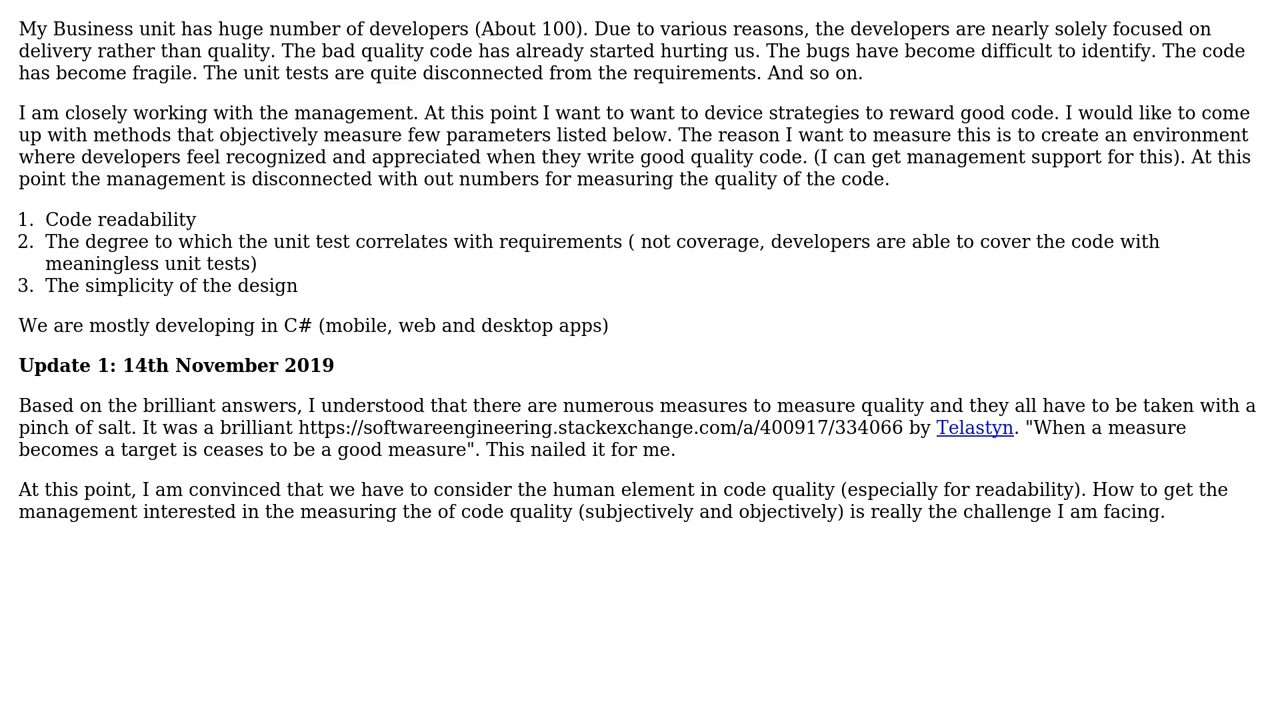 My Business unit has huge number of developers (About 100). Due to various reasons, the developers are nearly solely focused on
delivery rather than quality. The bad quality code has already started hurting us. The bugs have become difficult to identify. The code
has become fragile. The unit tests are quite disconnected from the requirements. And so on.
I am closely working with the management. At this point I want to want to device strategies to reward good code. I would like to come
up with methods that objectively measure few parameters listed below. The reason I want to measure this is to create an environment
where developers feel recognized and appreciated when they write good quality code. (I can get management support for this). At this
point the management is disconnected with out numbers for measuring the quality of the code.
1. Code readability
2. The degree to which the unit test correlates with requirements ( not coverage, developers are able to cover the code with
meaningless unit tests)
3. The simplicity of the design
We are mostly developing in C# (mobile, web and desktop apps)
Update 1: 14th November 2019
Based on the brilliant answers, I understood that there are numerous measures to measure quality and they all have to be taken with a
pinch of salt. It was a brilliant https://softwareengineering.stackexchange.com/a/400917/334066 by Telastyn. "When a measure
becomes a target is ceases to be a good measure". This nailed it for me.
At this point, I am convinced that we have to consider the human element in code quality (especially for readability). How to get the
management interested in the measuring the of code quality (subjectively and objectively) is really the challenge I am facing.